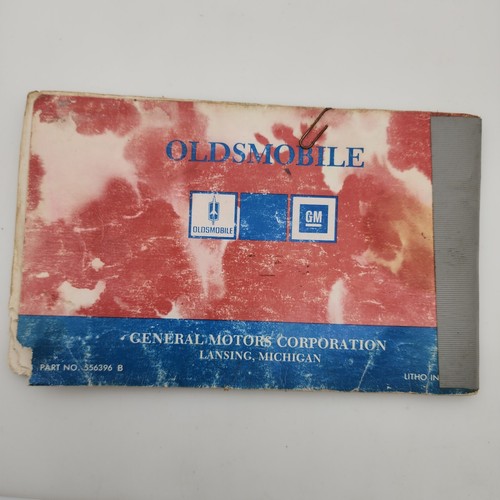 OLDSMOBILE
OLDSMOBILE
GM
GENERAL MOTORS CORPORATION
LANSING, MICHIGAN
PART NO. 556396 B
LITHO IN